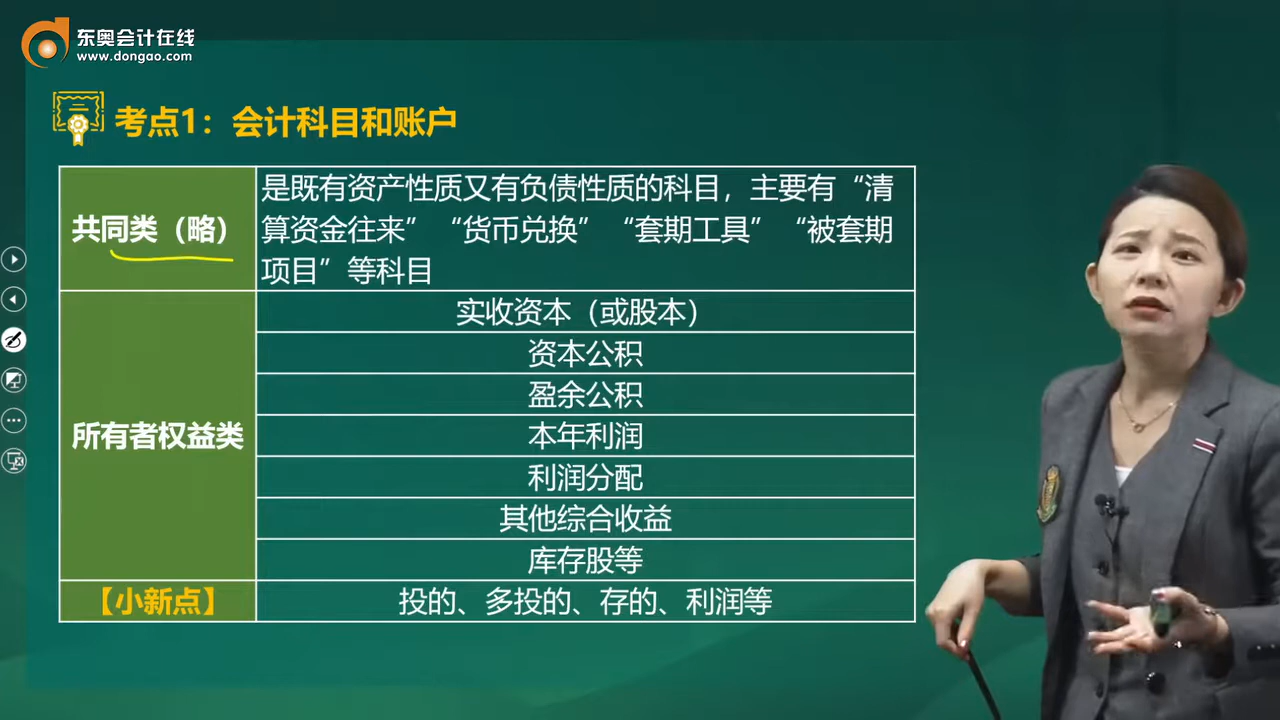 东奥会计在线
www.dongao.com
考点1：会计科目和账户
共同类（略）
是既有资产性质又有负债性质的科目，主要有“清
算资金往来”“货币兑换”“套期工具”“被套期
项目”等科目
所有者权益类
实收资本（或股本）
资本公积
盈余公积
本年利润
利润分配
其他综合收益
库存股等
【小新点】
投的、多投的、存的、利润等